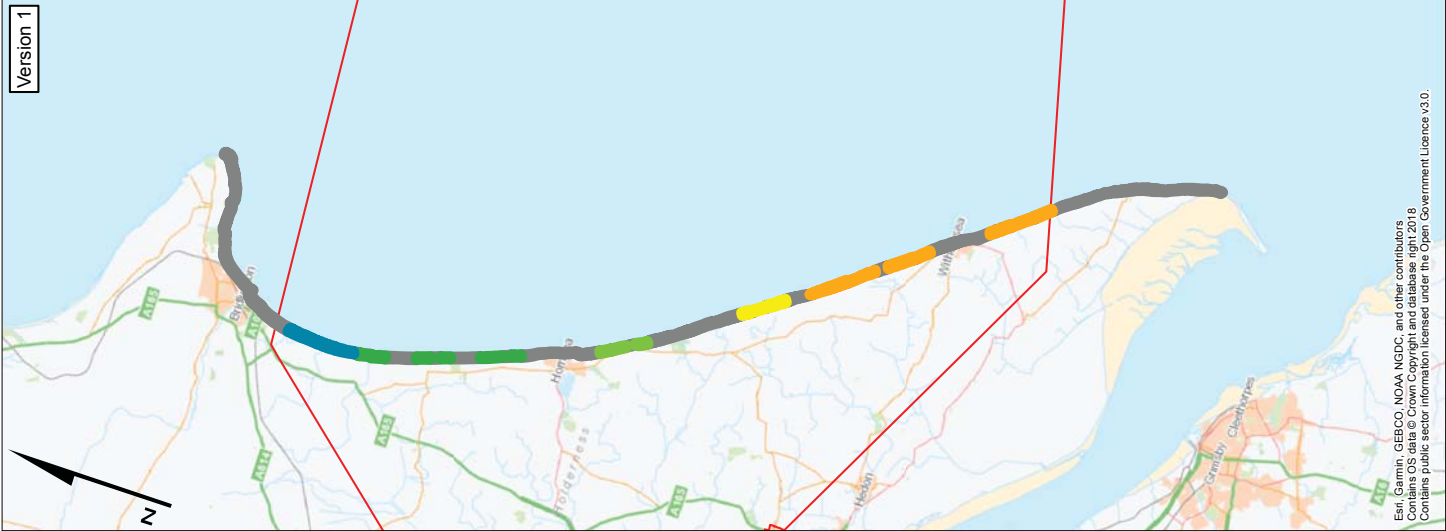 Version 1
A165
A165
A614
Holderness
A165
Hedon
Grimsby
Cleethorpes
A16
Esri, Garmin, GEBCO, NOAA NGDC, and other contributors
Contains OS data © Crown Copyright and database right 2018
Contains public sector information licensed under the Open Government Licence v3.0.
N